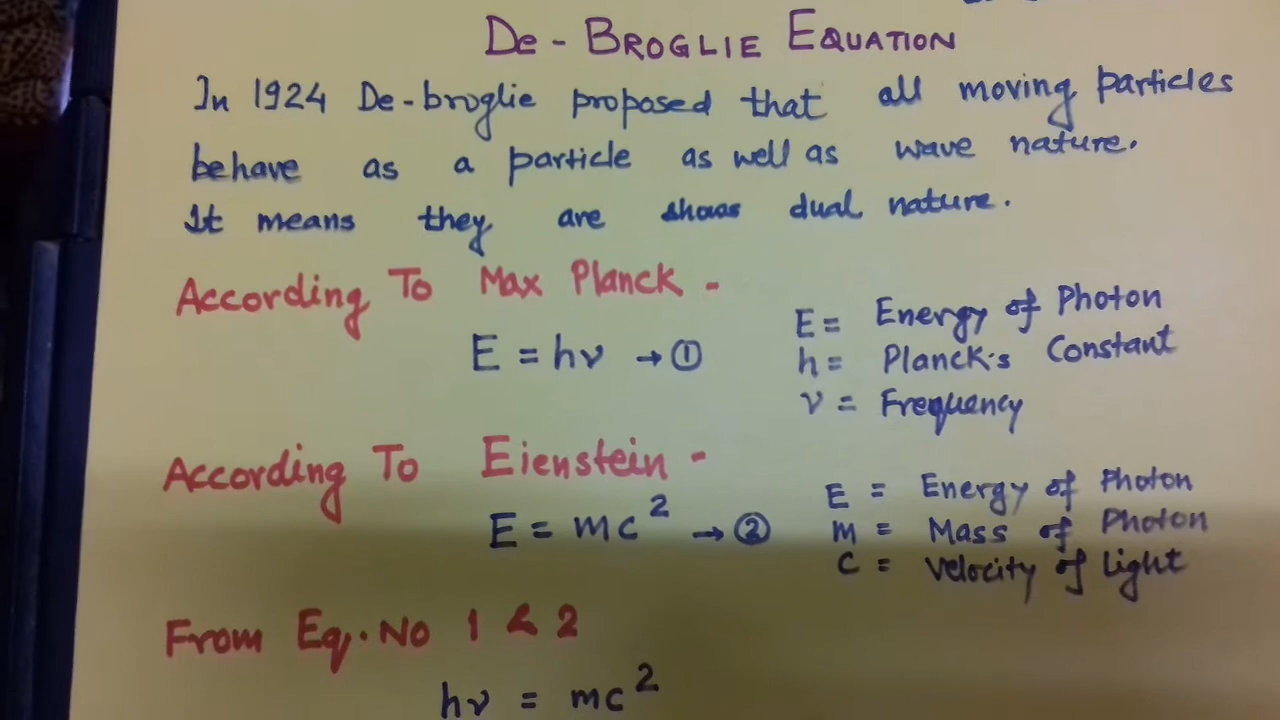 De-BROGLIE EQUATION
In 1924 De-broglie proposed that all moving particles
behave as a particle as well as wave nature.
It means they are shows dual nature.
According To Max Planck -
E = hν → ①
E = Energy of Photon
h = Planck's Constant
ν = Frequency
According To Eienstein -
E = mc² → ②
E = Energy of Photon
m = Mass of Photon
C = Velocity of Light
From Eq. No 1 & 2
hν = mc²